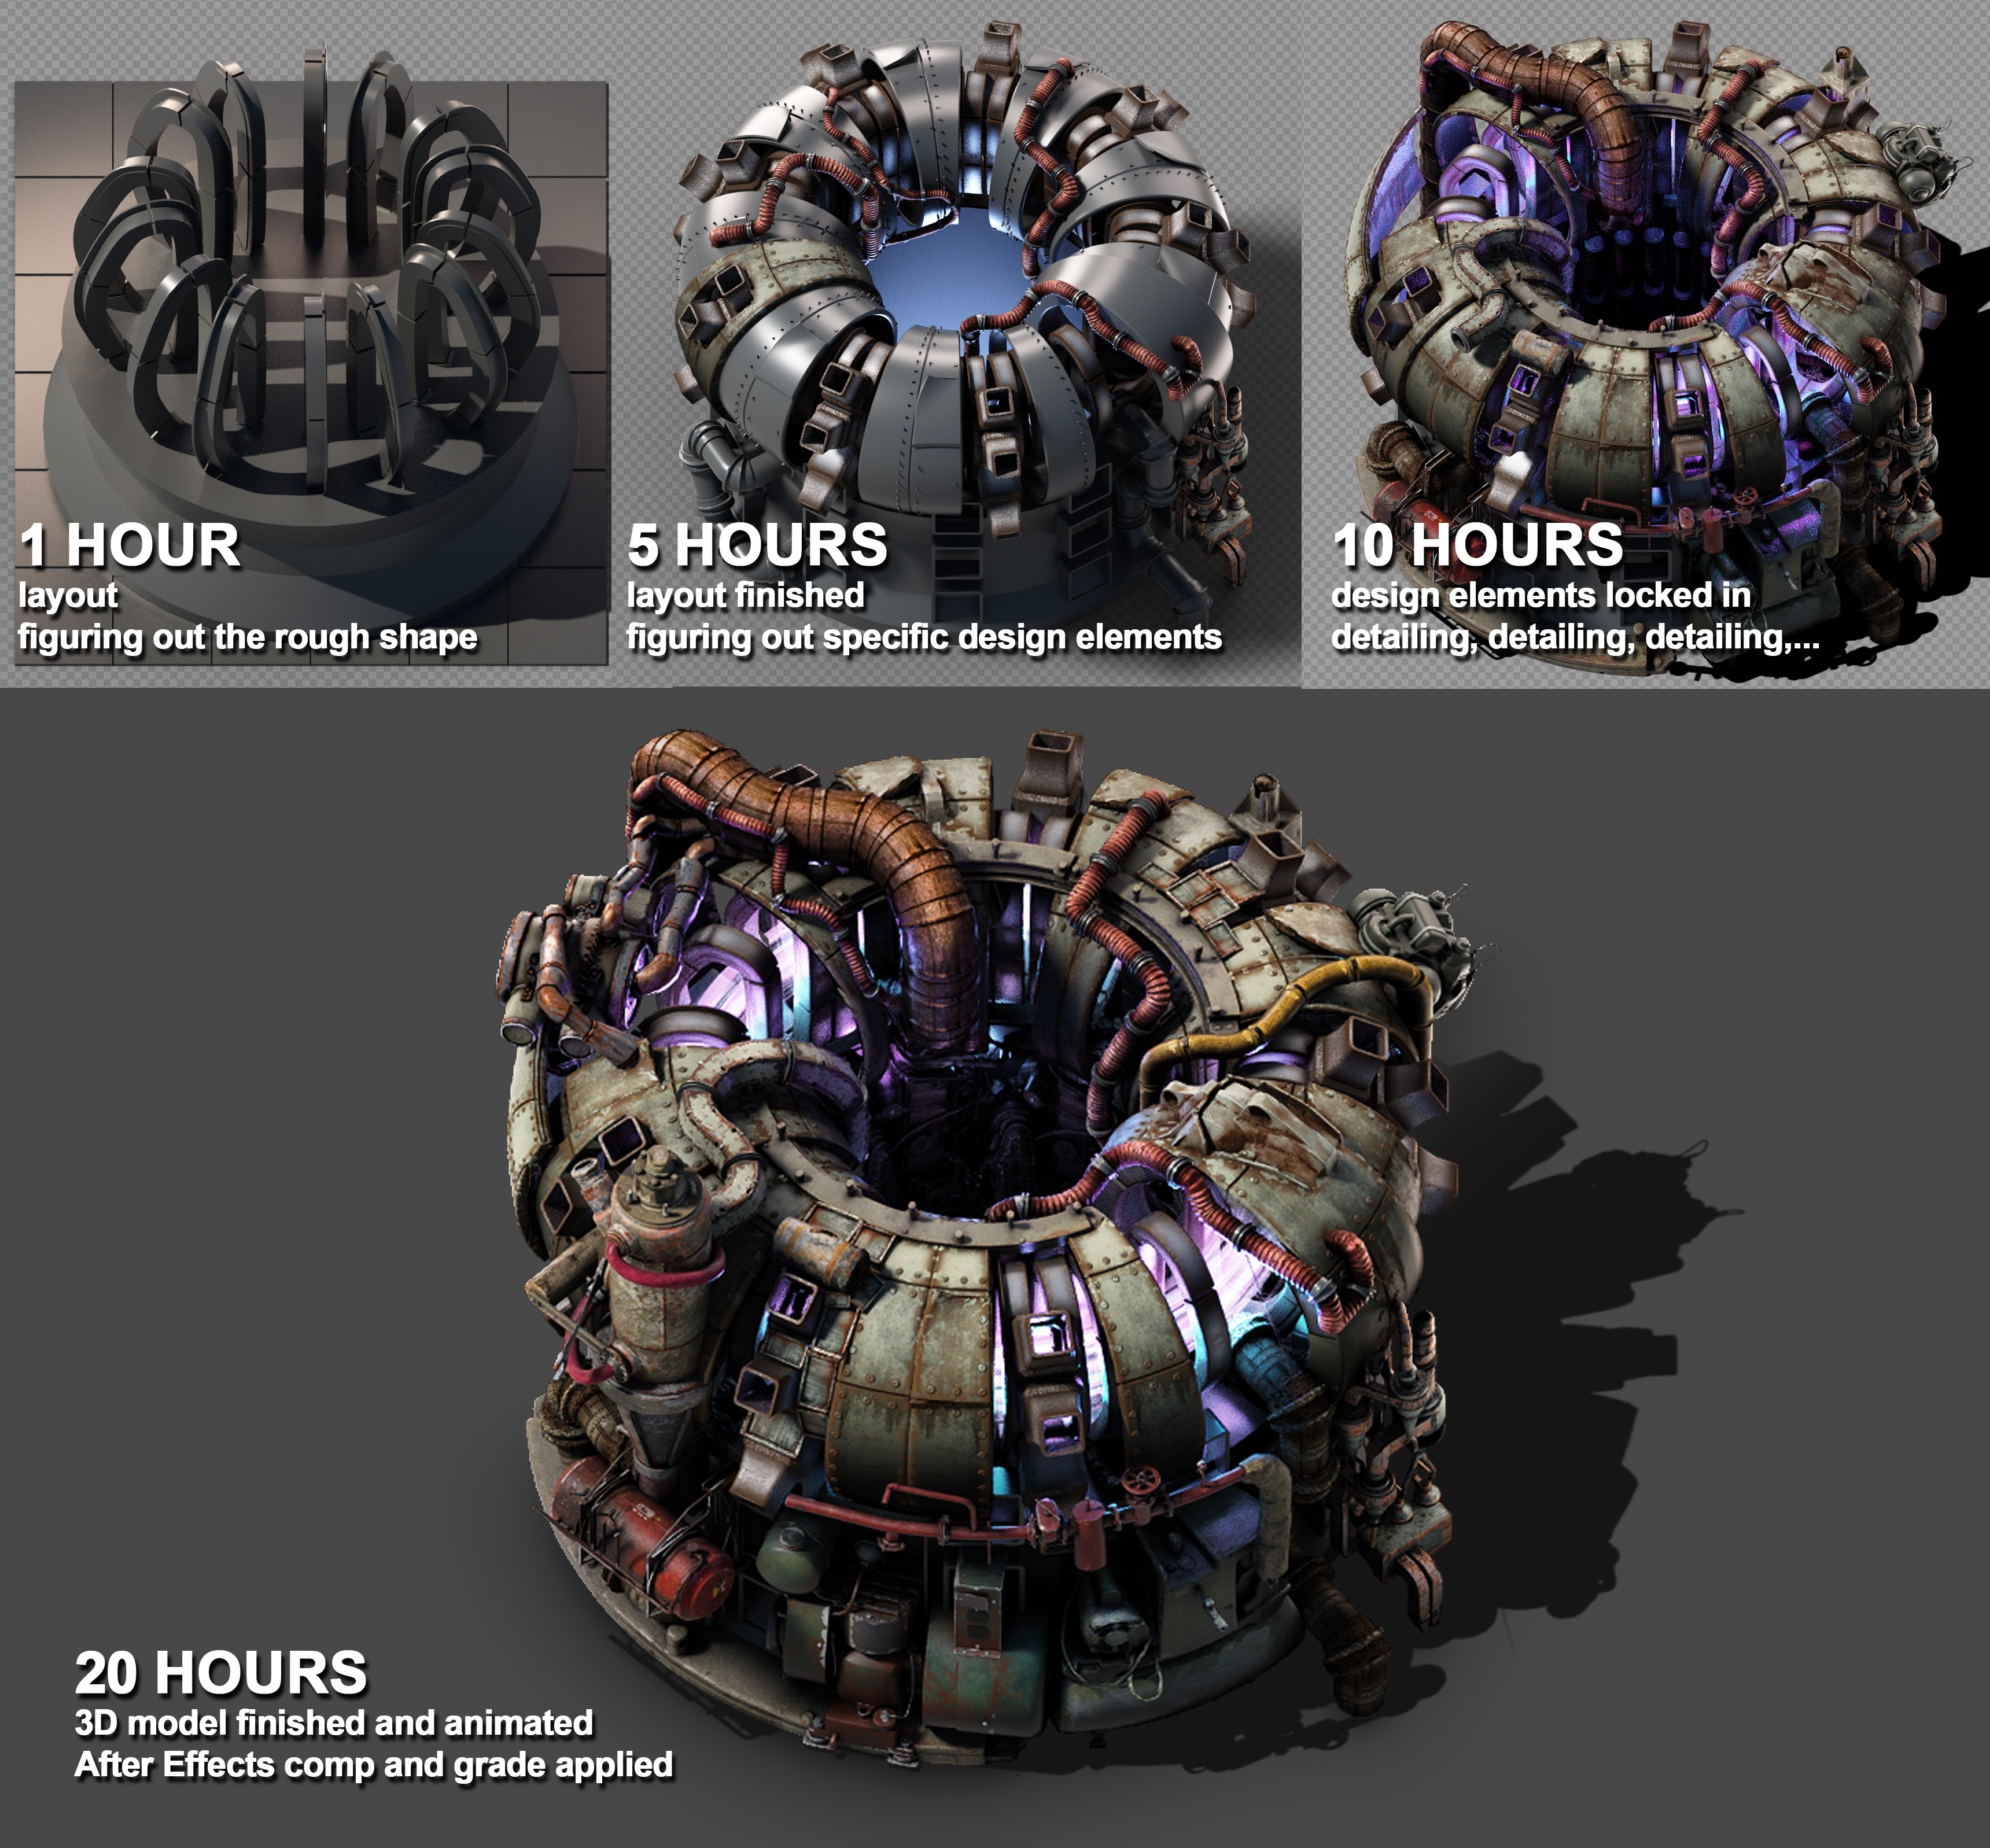 1 HOUR
layout
figuring out the rough shape
5 HOURS
layout finished
figuring out specific design elements
10 HOURS
design elements locked in
detailing, detailing, detailing,...
20 HOURS
3D model finished and animated
After Effects comp and grade applied